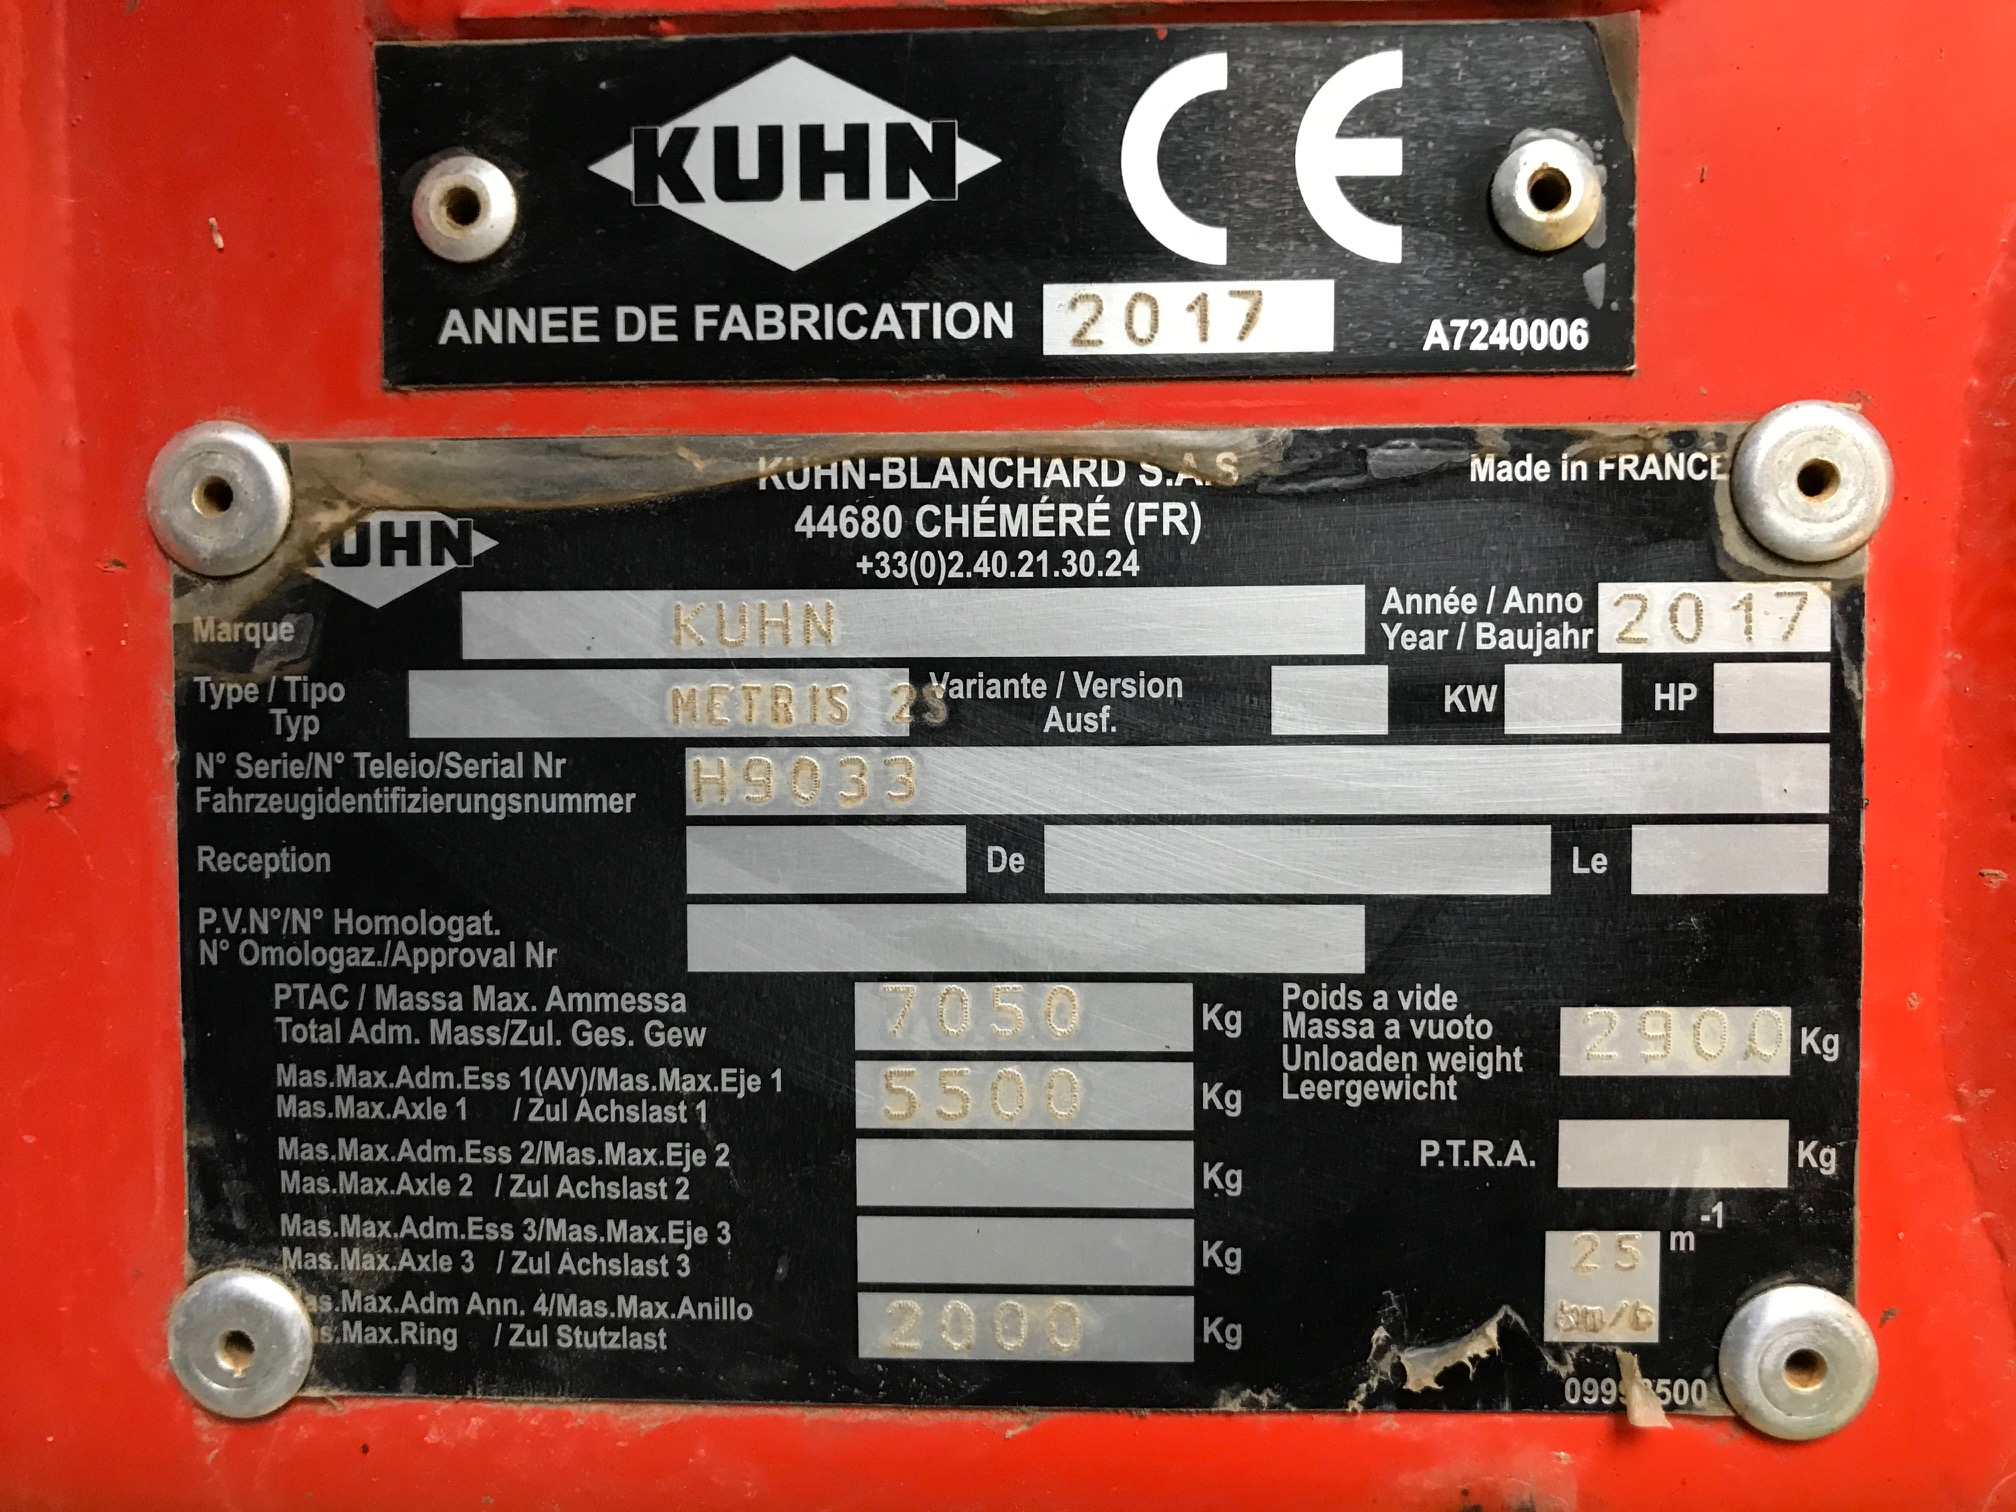 KUHN
CE
ANNEE DE FABRICATION 2017 A7240006
KUHN-BLANCHARD S.A.S Made in FRANCE
44680 CHÉMÉRÉ (FR)
+33(0)2.40.21.30.24
KUHN
Marque KUHN Année / Anno 2017
Year / Baujahr
Type / Tipo METRIS 2S Variante / Version KW HP
Typ Ausf.
N° Serie/N° Teleio/Serial Nr H9033
Fahrzeugidentifizierungsnummer
Reception De Le
P.V.N°/N° Homologat.
N° Omologaz./Approval Nr
PTAC / Massa Max. Ammessa 7050 Kg
Total Adm. Mass/Zul. Ges. Gew
Poids a vide 2900 Kg
Massa a vuoto
Unloaden weight
Leergewicht
Mas.Max.Adm.Ess 1(AV)/Mas.Max.Eje 1 5500 Kg
Mas.Max.Axle 1 / Zul Achslast 1
Mas.Max.Adm.Ess 2/Mas.Max.Eje 2 Kg
Mas.Max.Axle 2 / Zul Achslast 2
P.T.R.A. Kg
Mas.Max.Adm.Ess 3/Mas.Max.Eje 3 Kg
Mas.Max.Axle 3 / Zul Achslast 3
25 m-1
km/h
Mas.Max.Adm Ann. 4/Mas.Max.Anillo 2000 Kg
Mas.Max.Ring / Zul Stutzlast